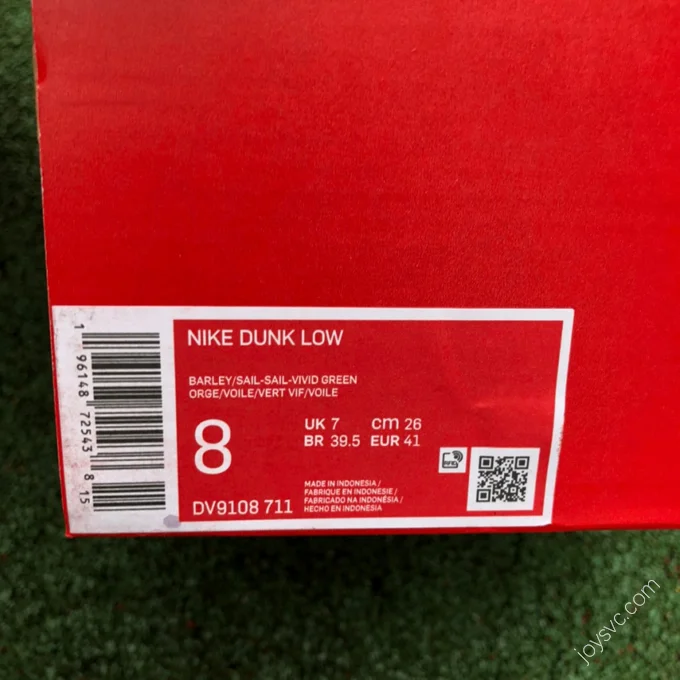 NIKE DUNK LOW
BARLEY/SAIL-SAIL-VIVID GREEN
ORGE/VOILE/VERT VIF/VOILE
8
UK 7 cm 26
BR 39.5 EUR 41
DV9108 711
MADE IN INDONESIA /
FABRIQUE EN INDONESIE /
FABRICADO NA INDONÉSIA /
HECHO EN INDONESIA
1 96148 72543 8 15
joysvc.com